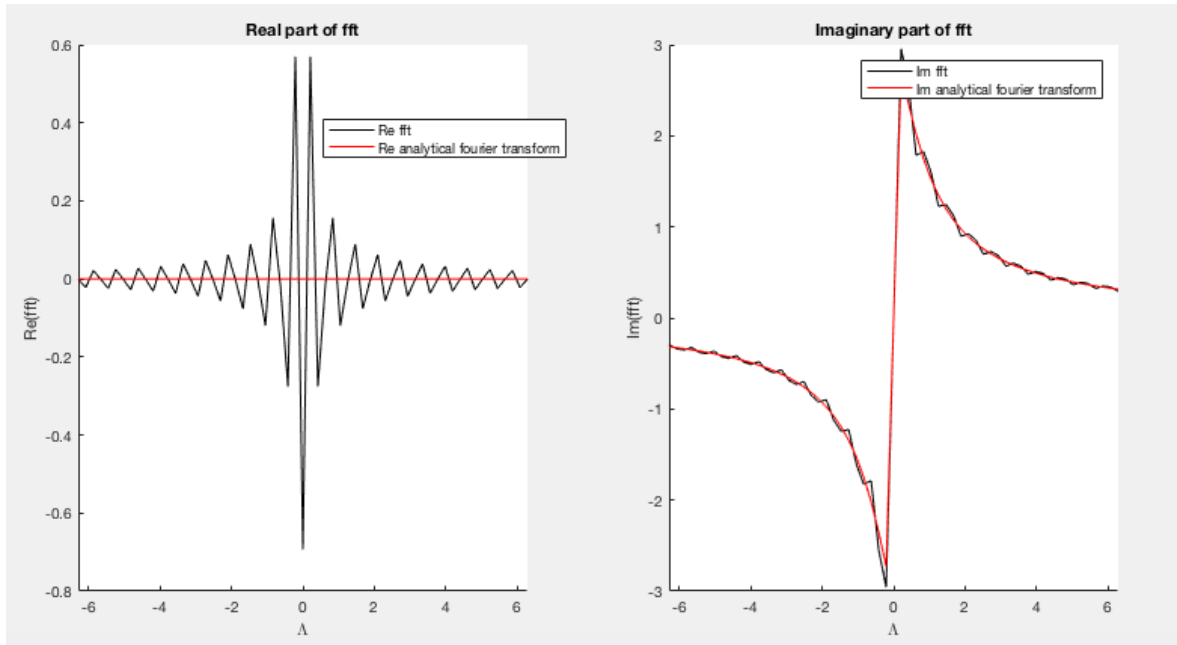 Real part of fft
0.6
0.4
0.2
0
-0.2
-0.4
-0.6
-0.8
Re(fft)
-6
-4
-2
0
2
4
6
Λ
Re fft
Re analytical fourier transform
Imaginary part of fft
3
2
1
0
-1
-2
-3
Im(fft)
-6
-4
-2
0
2
4
6
Λ
Im fft
Im analytical fourier transform